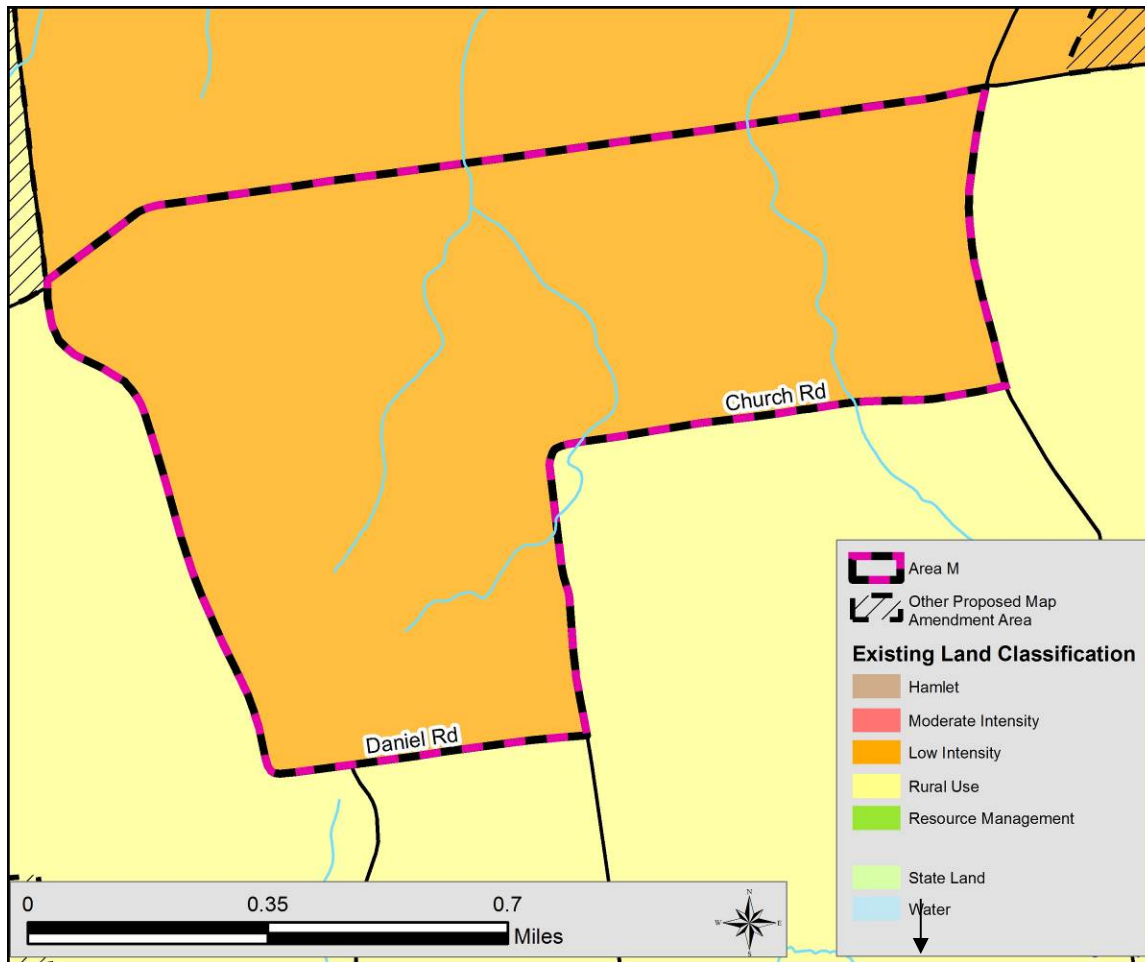 Church Rd
Daniel Rd
Area M
Other Proposed Map
Amendment Area
Existing Land Classification
Hamlet
Moderate Intensity
Low Intensity
Rural Use
Resource Management
State Land
Water
0 0.35 0.7
Miles
N
W E
S